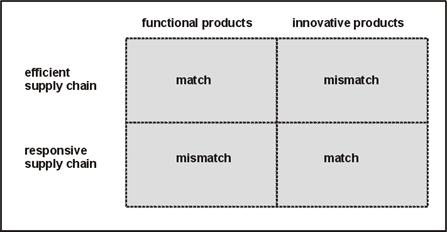 functional products innovative products
efficient
supply chain
match mismatch
responsive
supply chain
mismatch match